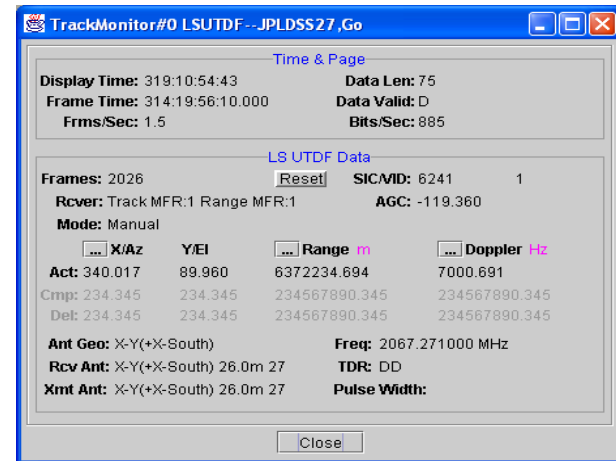 TrackMonitor#0 LSUTDF--JPLDSS27,Go
Time & Page
Display Time: 319:10:54:43 Data Len: 75
Frame Time: 314:19:56:10.000 Data Valid: D
Frms/Sec: 1.5 Bits/Sec: 885
LS UTDF Data
Frames: 2026 Reset SIC/VID: 6241 1
Rcver: Track MFR:1 Range MFR:1 AGC: -119.360
Mode: Manual
... X/Az Y/El ... Range m ... Doppler Hz
Act: 340.017 89.960 6372234.694 7000.691
Cmp: 234.345 234.345 234567890.345 234567890.345
Del: 234.345 234.345 234567890.345 234567890.345
Ant Geo: X-Y(+X-South) Freq: 2067.271000 MHz
Rcv Ant: X-Y(+X-South) 26.0m 27 TDR: DD
Xmt Ant: X-Y(+X-South) 26.0m 27 Pulse Width:
Close